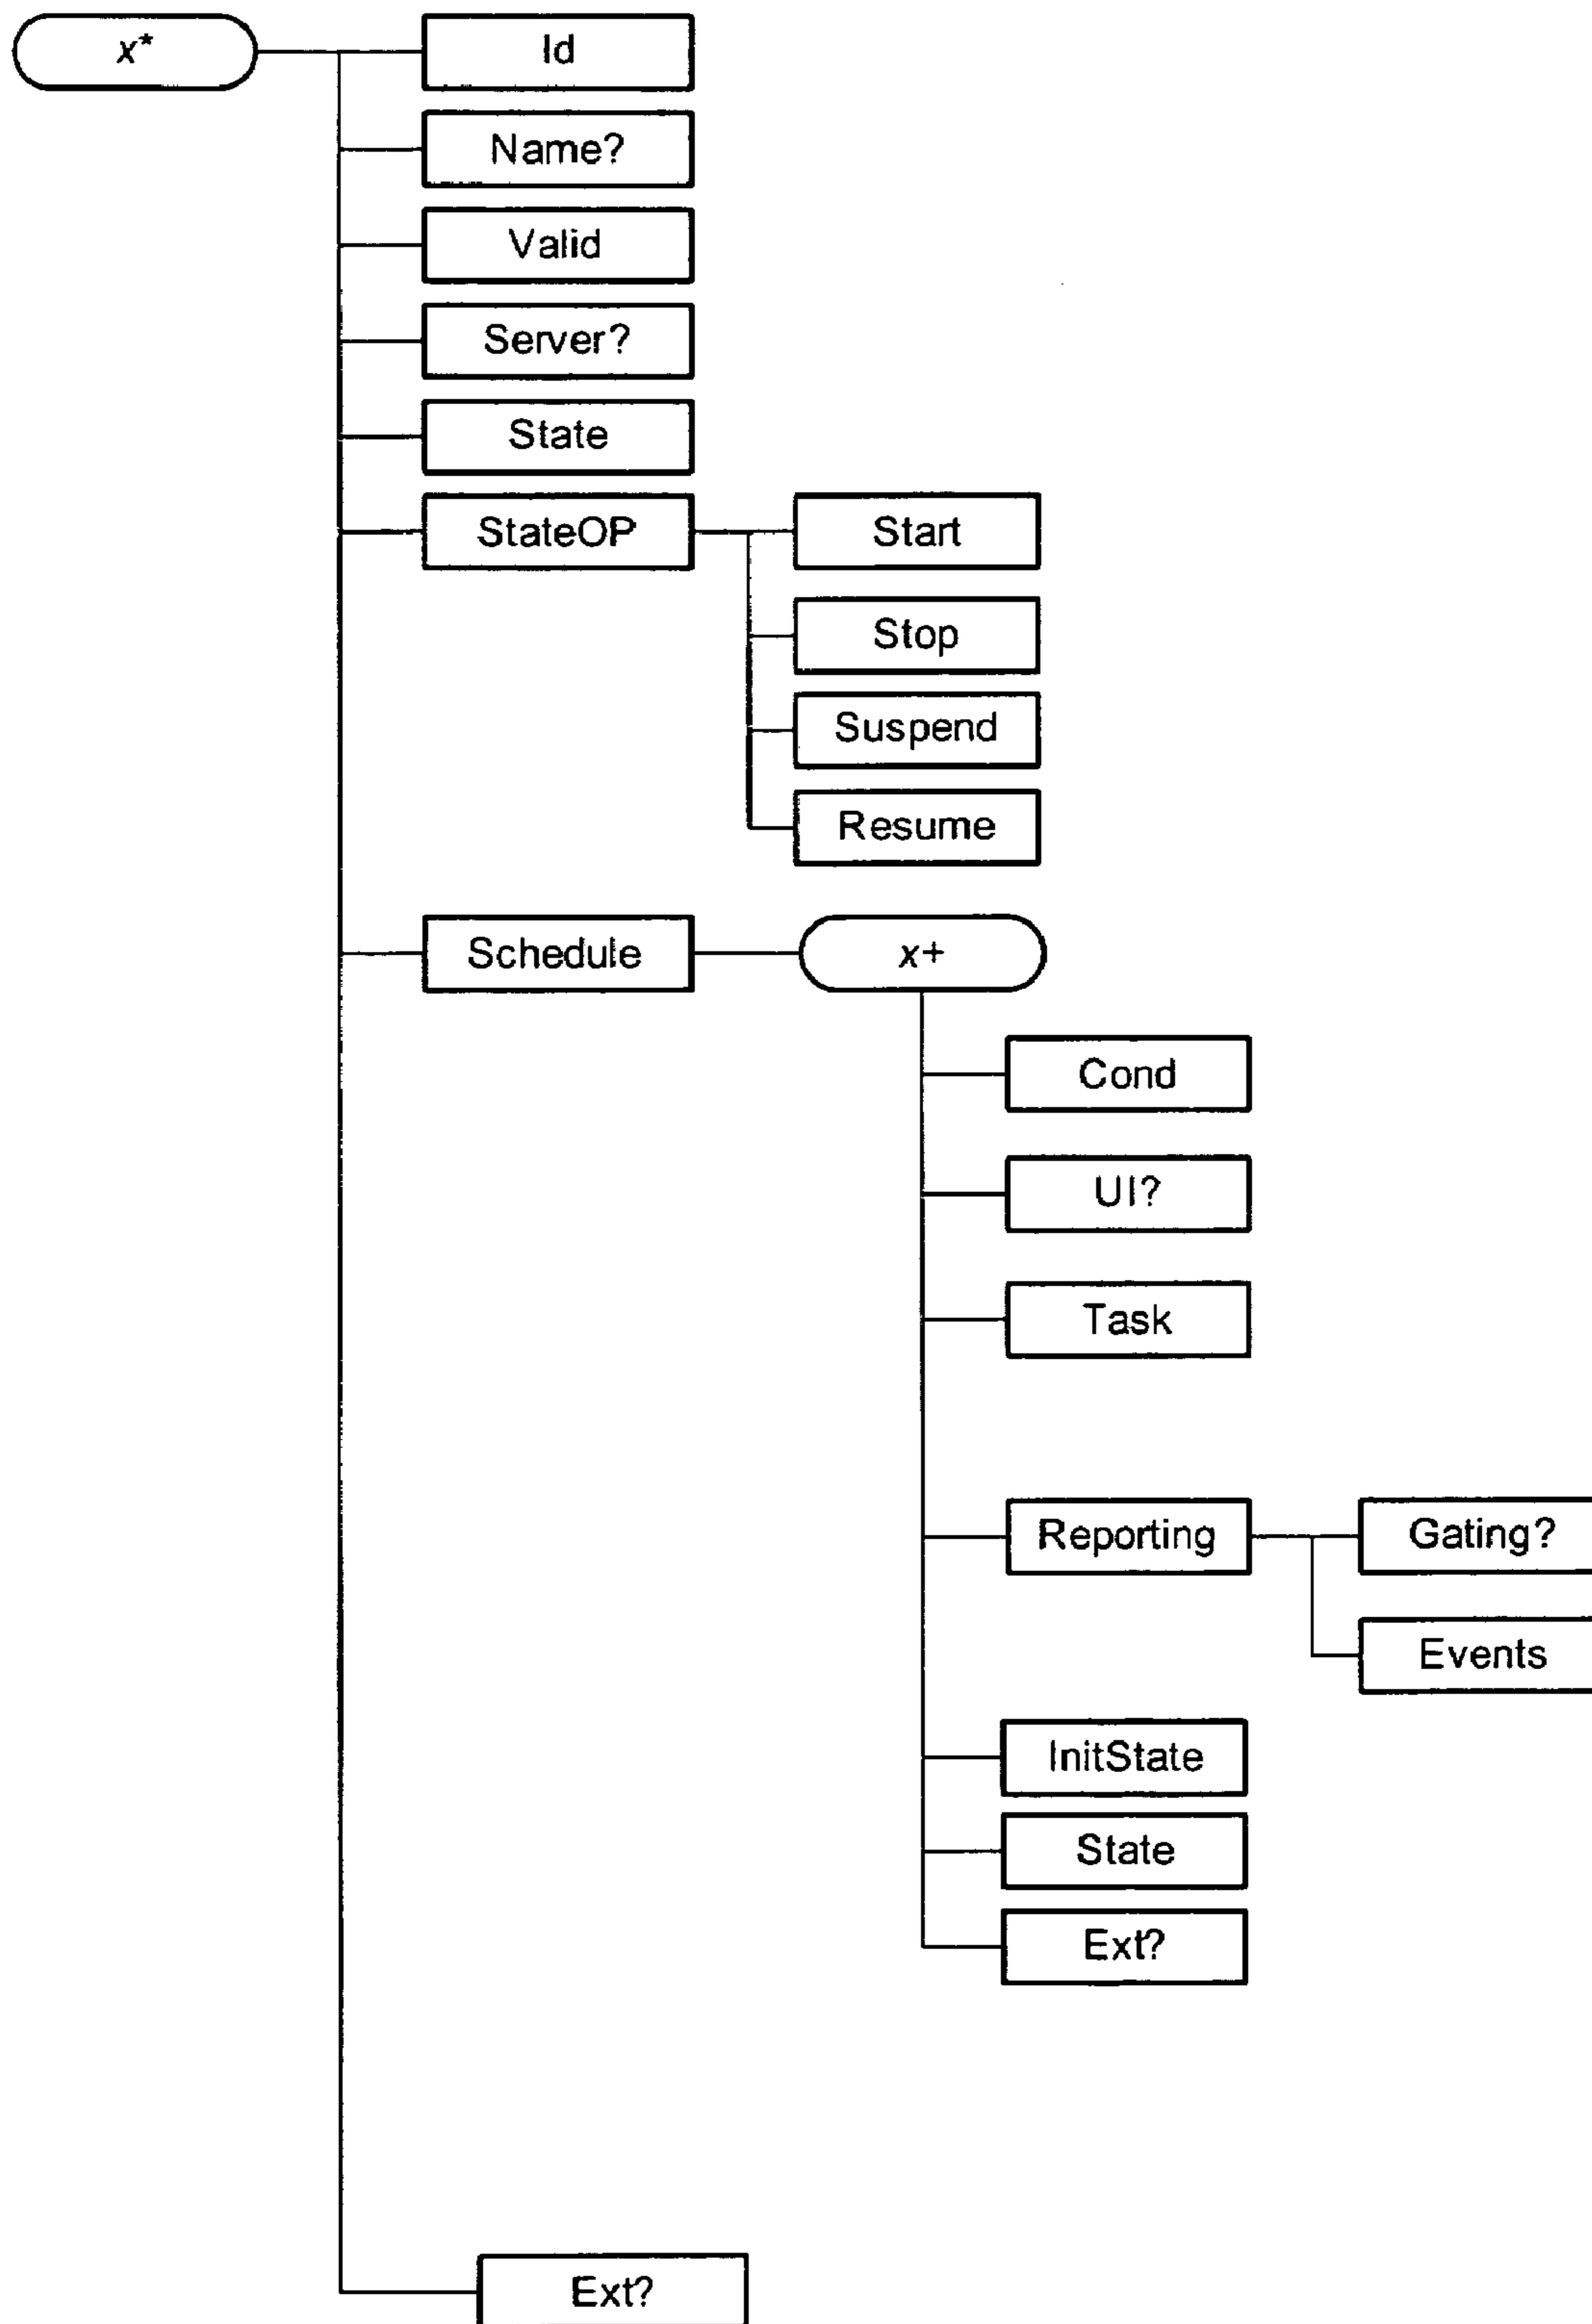 x*
Id
Name?
Valid
Server?
State
StateOP
Start
Stop
Suspend
Resume
Schedule
x+
Cond
UI?
Task
Reporting
Gating?
Events
InitState
State
Ext?
Ext?